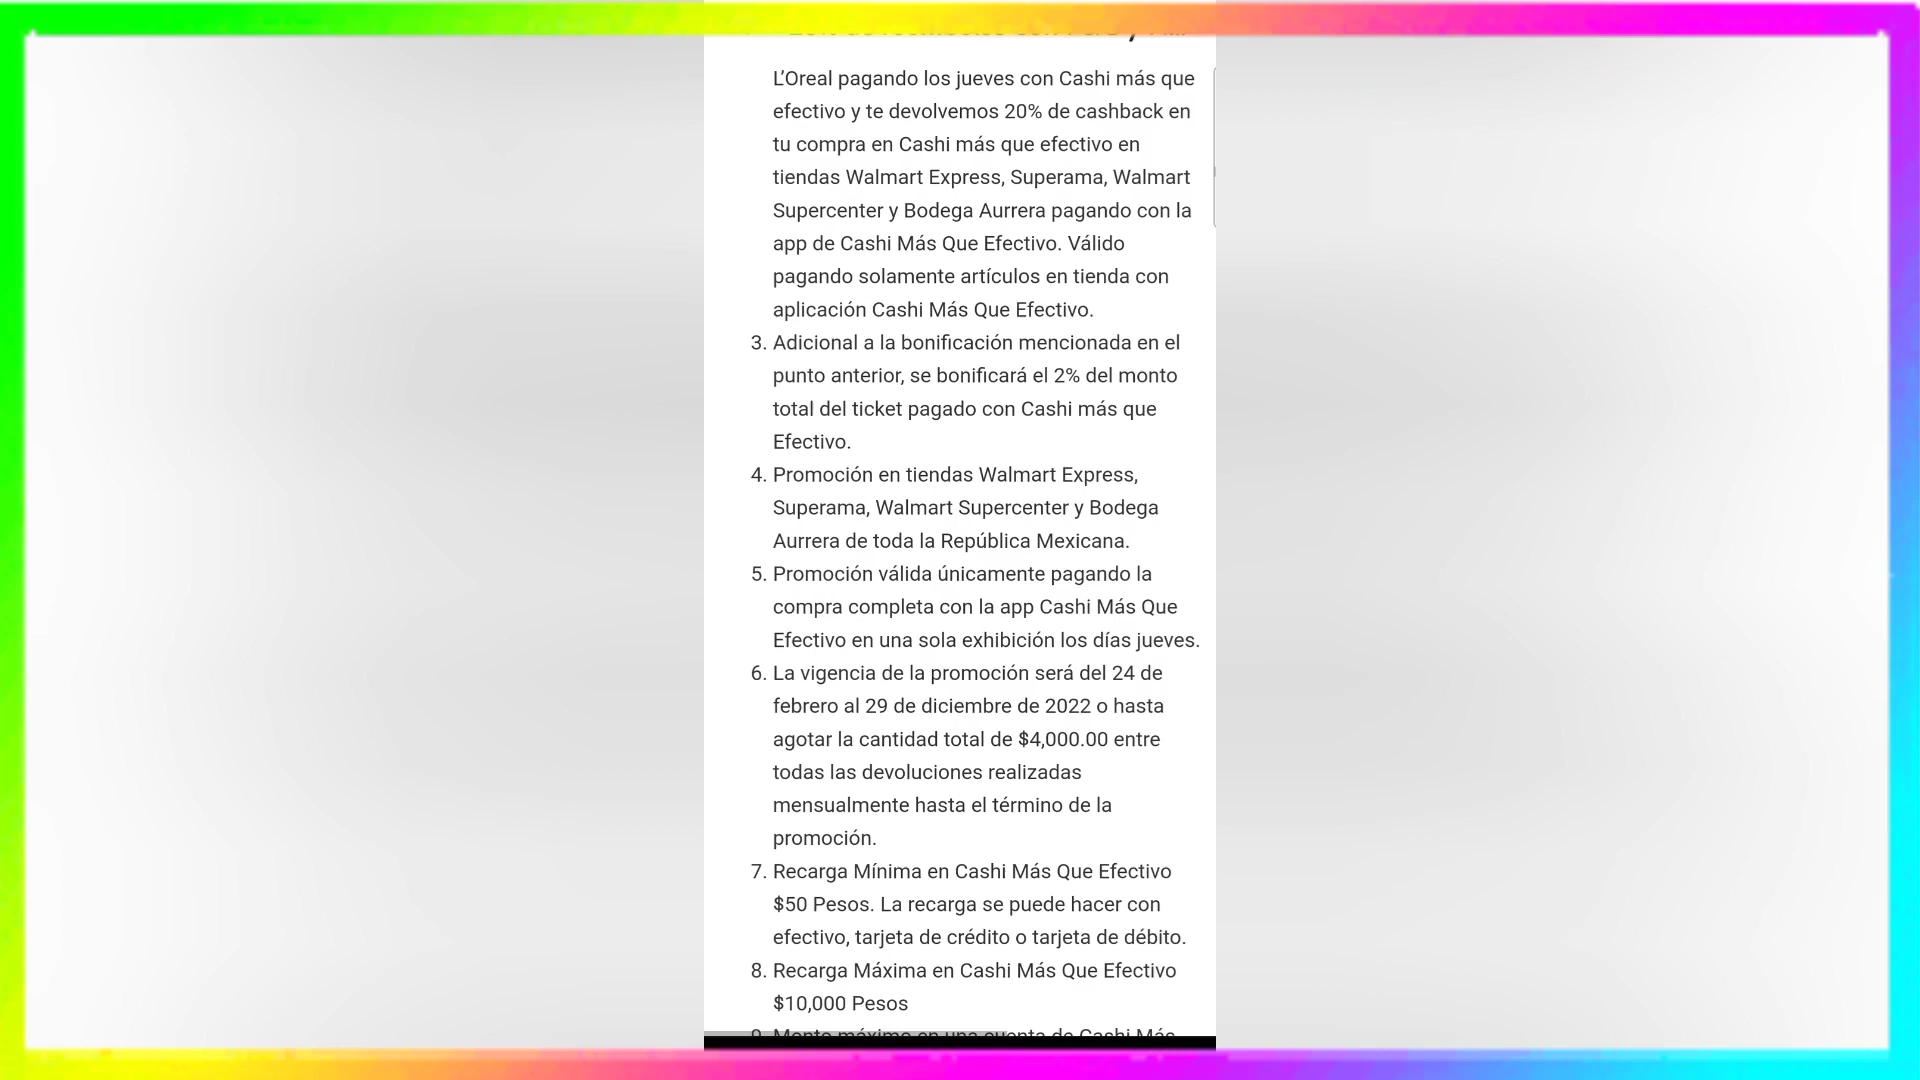 L’Oreal pagando los jueves con Cashi más que
efectivo y te devolvemos 20% de cashback en
tu compra en Cashi más que efectivo en
tiendas Walmart Express, Superama, Walmart
Supercenter y Bodega Aurrera pagando con la
app de Cashi Más Que Efectivo. Válido
pagando solamente artículos en tienda con
aplicación Cashi Más Que Efectivo.
3. Adicional a la bonificación mencionada en el
punto anterior, se bonificará el 2% del monto
total del ticket pagado con Cashi más que
Efectivo.
4. Promoción en tiendas Walmart Express,
Superama, Walmart Supercenter y Bodega
Aurrera de toda la República Mexicana.
5. Promoción válida únicamente pagando la
compra completa con la app Cashi Más Que
Efectivo en una sola exhibición los días jueves.
6. La vigencia de la promoción será del 24 de
febrero al 29 de diciembre de 2022 o hasta
agotar la cantidad total de $4,000.00 entre
todas las devoluciones realizadas
mensualmente hasta el término de la
promoción.
7. Recarga Mínima en Cashi Más Que Efectivo
$50 Pesos. La recarga se puede hacer con
efectivo, tarjeta de crédito o tarjeta de débito.
8. Recarga Máxima en Cashi Más Que Efectivo
$10,000 Pesos
9. Monto máximo en una cuenta de Cashi Más